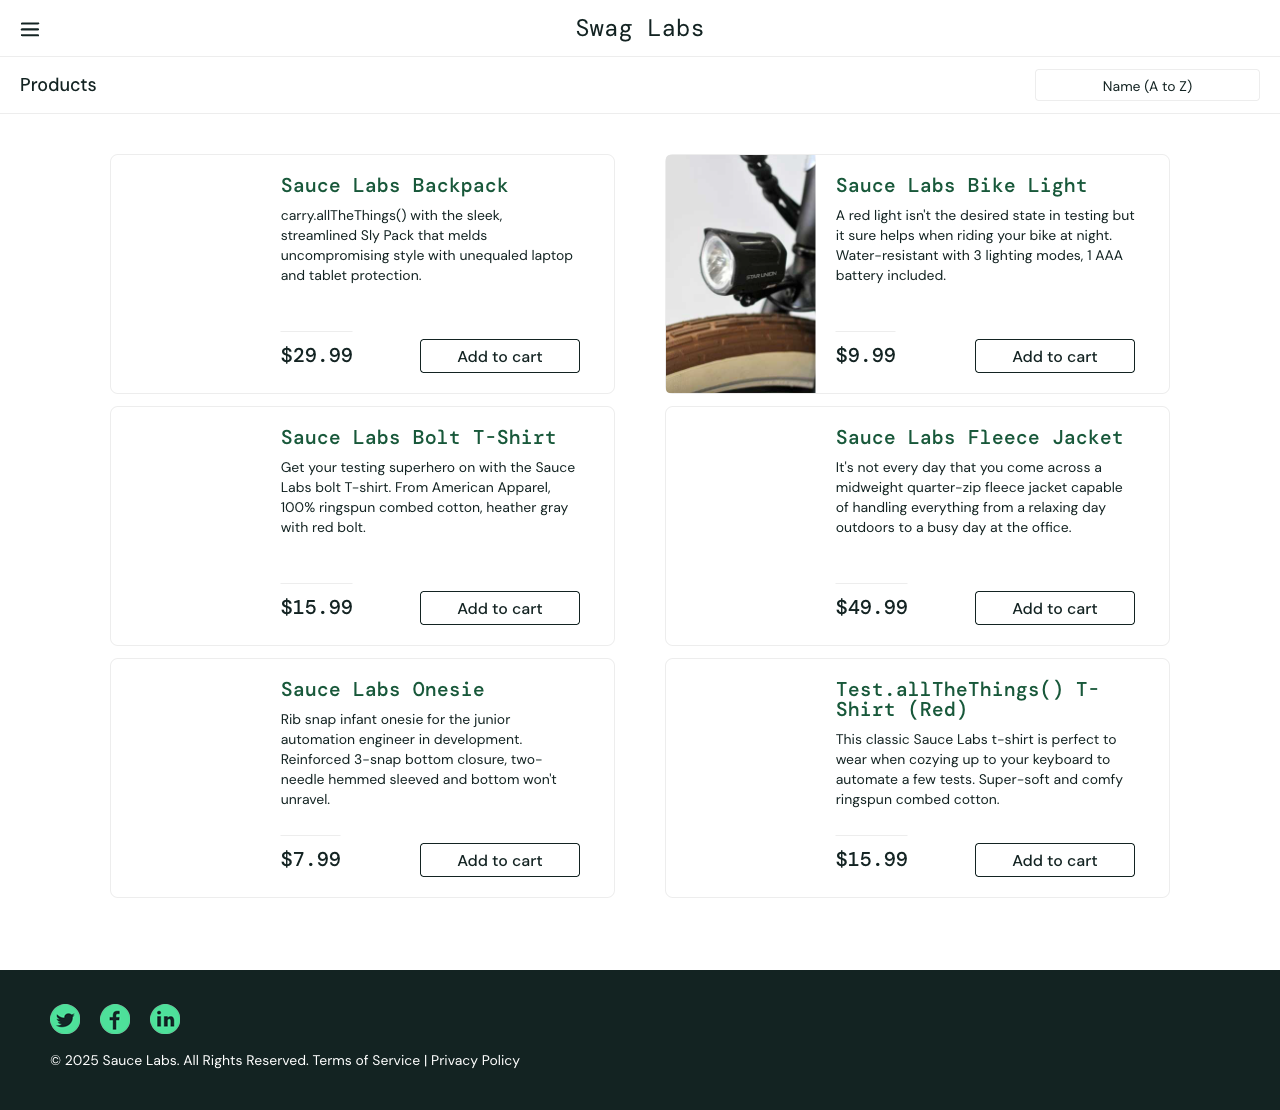 Swag Labs
Products
Name (A to Z)
Sauce Labs Backpack
carry.allTheThings() with the sleek,
streamlined Sly Pack that melds
uncompromising style with unequaled laptop
and tablet protection.
$29.99
Add to cart
STAR UNION
Sauce Labs Bike Light
A red light isn't the desired state in testing but
it sure helps when riding your bike at night.
Water-resistant with 3 lighting modes, 1 AAA
battery included.
$9.99
Add to cart
Sauce Labs Bolt T-Shirt
Get your testing superhero on with the Sauce
Labs bolt T-shirt. From American Apparel,
100% ringspun combed cotton, heather gray
with red bolt.
$15.99
Add to cart
Sauce Labs Fleece Jacket
It's not every day that you come across a
midweight quarter-zip fleece jacket capable
of handling everything from a relaxing day
outdoors to a busy day at the office.
$49.99
Add to cart
Sauce Labs Onesie
Rib snap infant onesie for the junior
automation engineer in development.
Reinforced 3-snap bottom closure, two-
needle hemmed sleeved and bottom won't
unravel.
$7.99
Add to cart
Test.allTheThings() T-
Shirt (Red)
This classic Sauce Labs t-shirt is perfect to
wear when cozying up to your keyboard to
automate a few tests. Super-soft and comfy
ringspun combed cotton.
$15.99
Add to cart
© 2025 Sauce Labs. All Rights Reserved. Terms of Service | Privacy Policy